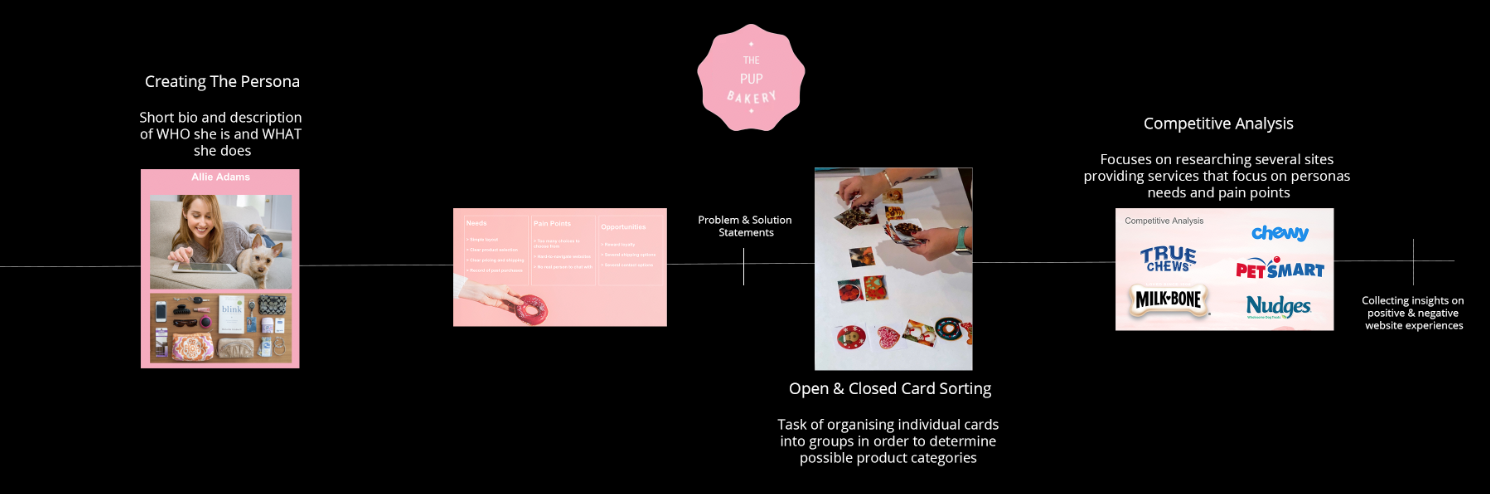 THE
PUP
BAKERY
Creating The Persona
Short bio and description
of WHO she is and WHAT
she does
Allie Adams
blink
Needs
Pain Points
Opportunities
Problem & Solution
Statements
Open & Closed Card Sorting
Task of organising individual cards
into groups in order to determine
possible product categories
Competitive Analysis
Focuses on researching several sites
providing services that focus on personas
needs and pain points
Competitive Analysis
TRUE
CHEWS
chewy
PETSMART
MILK-BONE
Nudges
Collecting insights on
positive & negative
website experiences